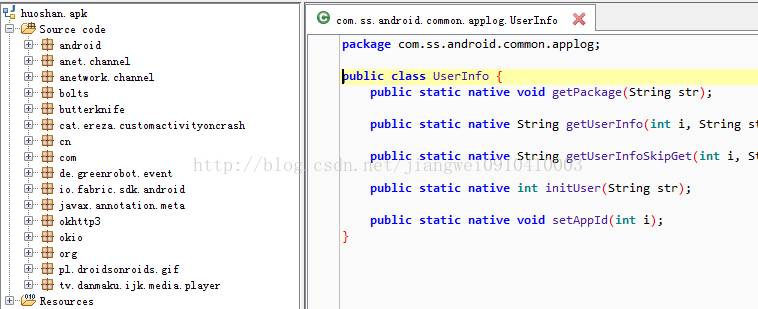 huoshan.apk
Source code
android
anet.channel
anetwork.channel
bolts
butterknife
cat.ereza.customactivityoncrash
cn
com
de.greenrobot.event
io.fabric.sdk.android
javax.annotation.meta
okhttp3
okio
org
pl.droidsonroids.gif
tv.danmaku.ijk.media.player
Resources
com.ss.android.common.applog.UserInfo
package com.ss.android.common.applog;
public class UserInfo {
public static native void getPackage(String str);
public static native String getUserInfo(int i, String st
public static native String getUserInfoSkipGet(int i, St
public static native int initUser(String str);
public static native void setAppId(int i);
}
http://blog.csdn.net/jiangwei0910410003